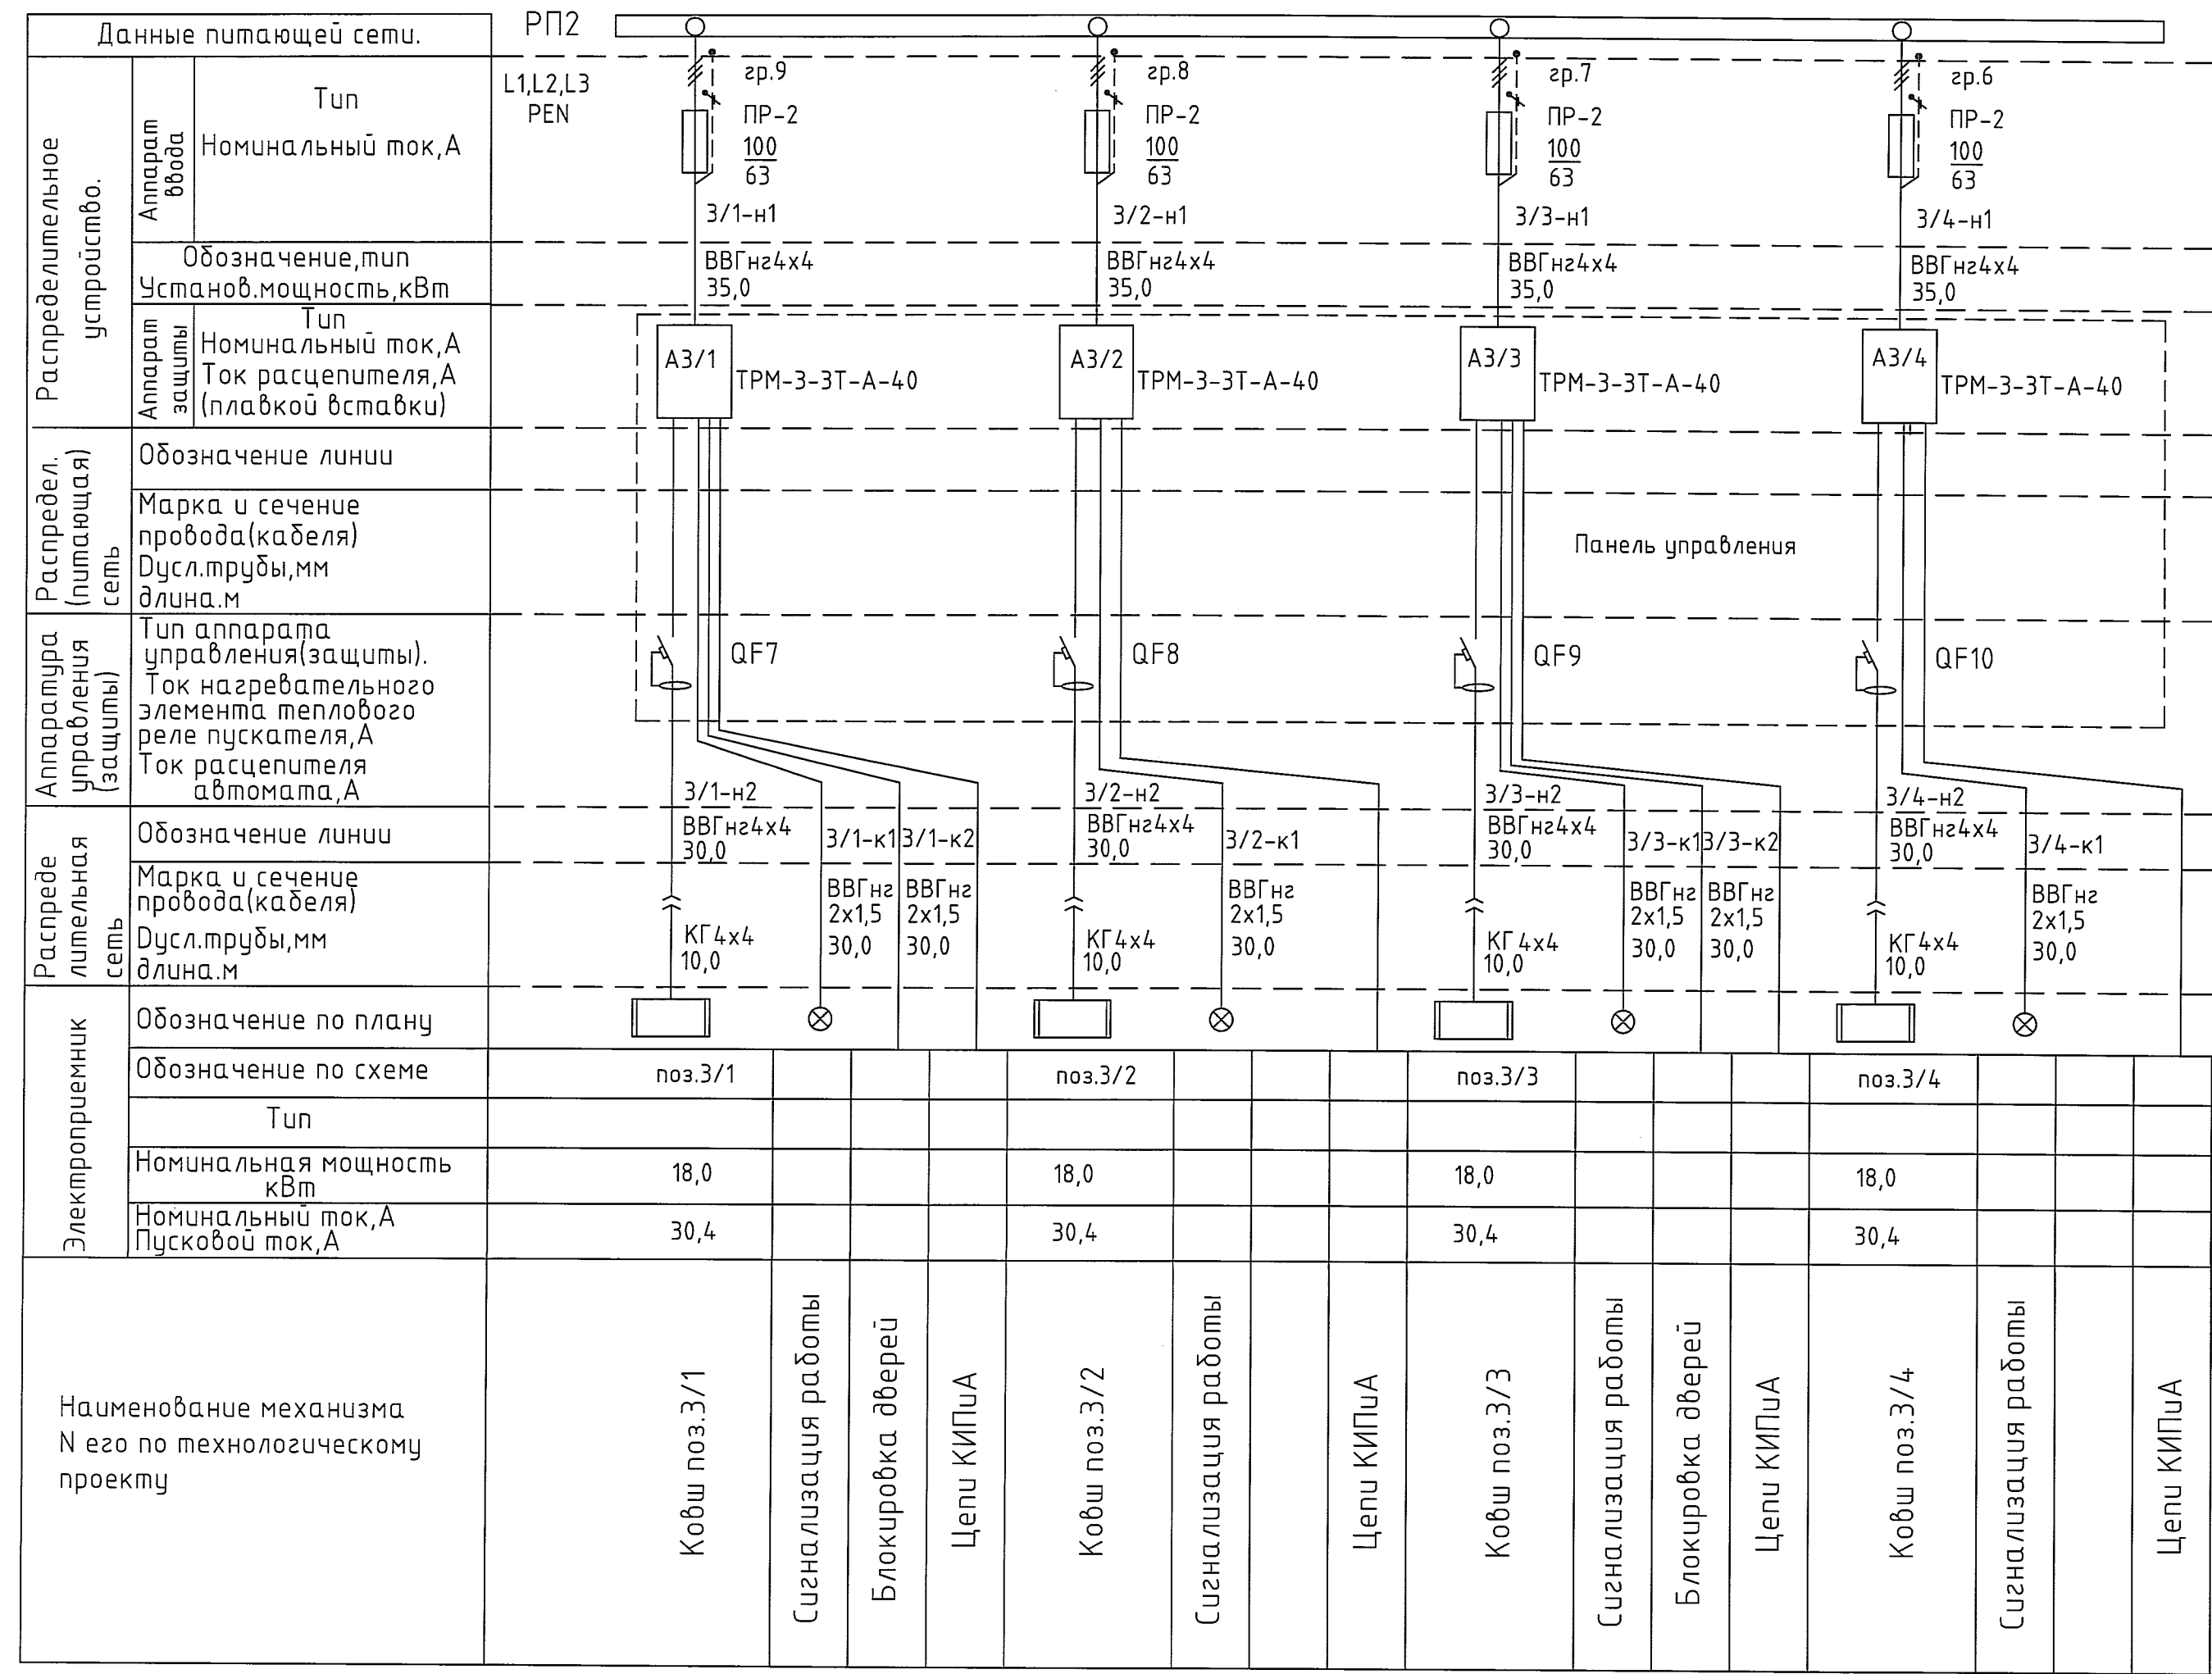 Данные питающей сети.
РП2
L1,L2,L3
PEN
Распределительное
устройство.
Аппарат
ввода
Тип
Номинальный ток,А
гр.9
ПР-2
100
63
3/1-н1
гр.8
ПР-2
100
63
3/2-н1
гр.7
ПР-2
100
63
3/3-н1
гр.6
ПР-2
100
63
3/4-н1
Обозначение,тип
Установ.мощность,кВт
ВВГнг4х4
35,0
ВВГнг4х4
35,0
ВВГнг4х4
35,0
ВВГнг4х4
35,0
Аппарат
защиты
Тип
Номинальный ток,А
Ток расцепителя,А
(плавкой вставки)
А3/1
ТРМ-3-3Т-А-40
А3/2
ТРМ-3-3Т-А-40
А3/3
ТРМ-3-3Т-А-40
А3/4
ТРМ-3-3Т-А-40
Распредел.
(питающая)
сеть
Обозначение линии
Марка и сечение
провода(кабеля)
Dусл.трубы,мм
длина.м
Панель управления
Аппаратура
управления
(защиты)
Тип аппарата
управления(защиты).
Ток нагревательного
элемента теплового
реле пускателя,А
Ток расцепителя
автомата,А
QF7
QF8
QF9
QF10
3/1-н2
3/2-н2
3/3-н2
3/4-н2
Распреде
лительная
сеть
Обозначение линии
ВВГнг4х4
30,0
3/1-к1
3/1-к2
ВВГнг4х4
30,0
3/2-к1
ВВГнг4х4
30,0
3/3-к1
3/3-к2
ВВГнг4х4
30,0
3/4-к1
Марка и сечение
провода(кабеля)
Dусл.трубы,мм
длина.м
КГ4х4
10,0
ВВГнг
2х1,5
30,0
ВВГнг
2х1,5
30,0
КГ4х4
10,0
ВВГнг
2х1,5
30,0
КГ4х4
10,0
ВВГнг
2х1,5
30,0
ВВГнг
2х1,5
30,0
КГ4х4
10,0
ВВГнг
2х1,5
30,0
Электроприемник
Обозначение по плану
Обозначение по схеме
поз.3/1
поз.3/2
поз.3/3
поз.3/4
Тип
Номинальная мощность
кВт
18,0
18,0
18,0
18,0
Номинальный ток,А
Пусковой ток,А
30,4
30,4
30,4
30,4
Наименование механизма
N его по технологическому
проекту
Ковш поз.3/1
Сигнализация работы
Блокировка дверей
Цепи КИПиА
Ковш поз.3/2
Сигнализация работы
Цепи КИПиА
Ковш поз.3/3
Сигнализация работы
Блокировка дверей
Цепи КИПиА
Ковш поз.3/4
Сигнализация работы
Цепи КИПиА